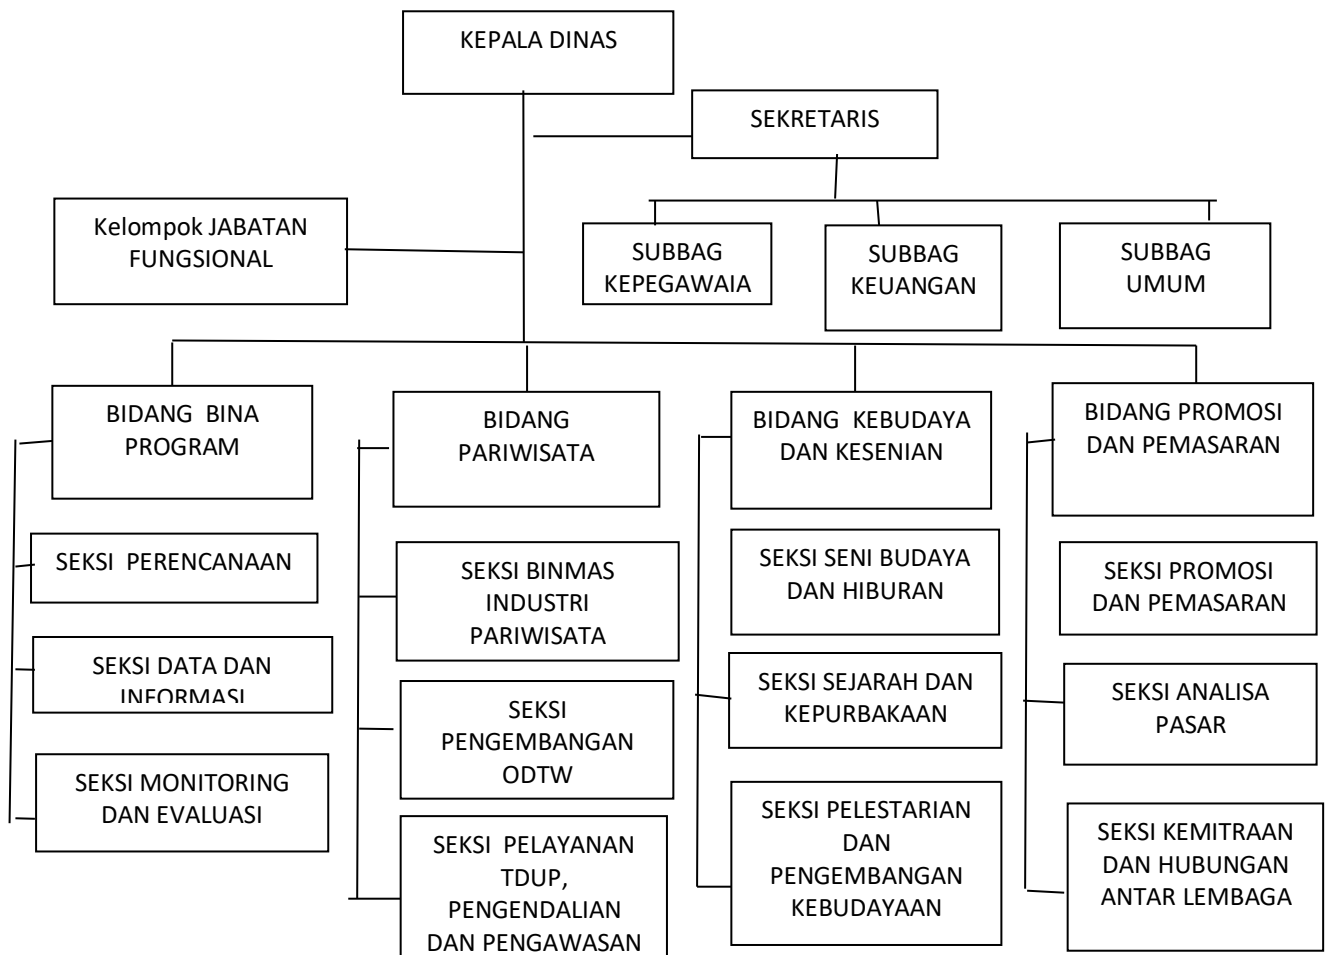 KEPALA DINAS
SEKRETARIS
Kelompok JABATAN
FUNGSIONAL
SUBBAG
KEPEGAWAIA
SUBBAG
KEUANGAN
SUBBAG
UMUM
BIDANG BINA
PROGRAM
SEKSI PERENCANAAN
SEKSI DATA DAN
INFORMASI
SEKSI MONITORING
DAN EVALUASI
BIDANG
PARIWISATA
SEKSI BINMAS
INDUSTRI
PARIWISATA
SEKSI
PENGEMBANGAN
ODTW
SEKSI PELAYANAN
TDUP,
PENGENDALIAN
DAN PENGAWASAN
BIDANG KEBUDAYA
DAN KESENIAN
SEKSI SENI BUDAYA
DAN HIBURAN
SEKSI SEJARAH DAN
KEPURBAKAAN
SEKSI PELESTARIAN
DAN
PENGEMBANGAN
KEBUDAYAAN
BIDANG PROMOSI
DAN PEMASARAN
SEKSI PROMOSI
DAN PEMASARAN
SEKSI ANALISA
PASAR
SEKSI KEMITRAAN
DAN HUBUNGAN
ANTAR LEMBAGA